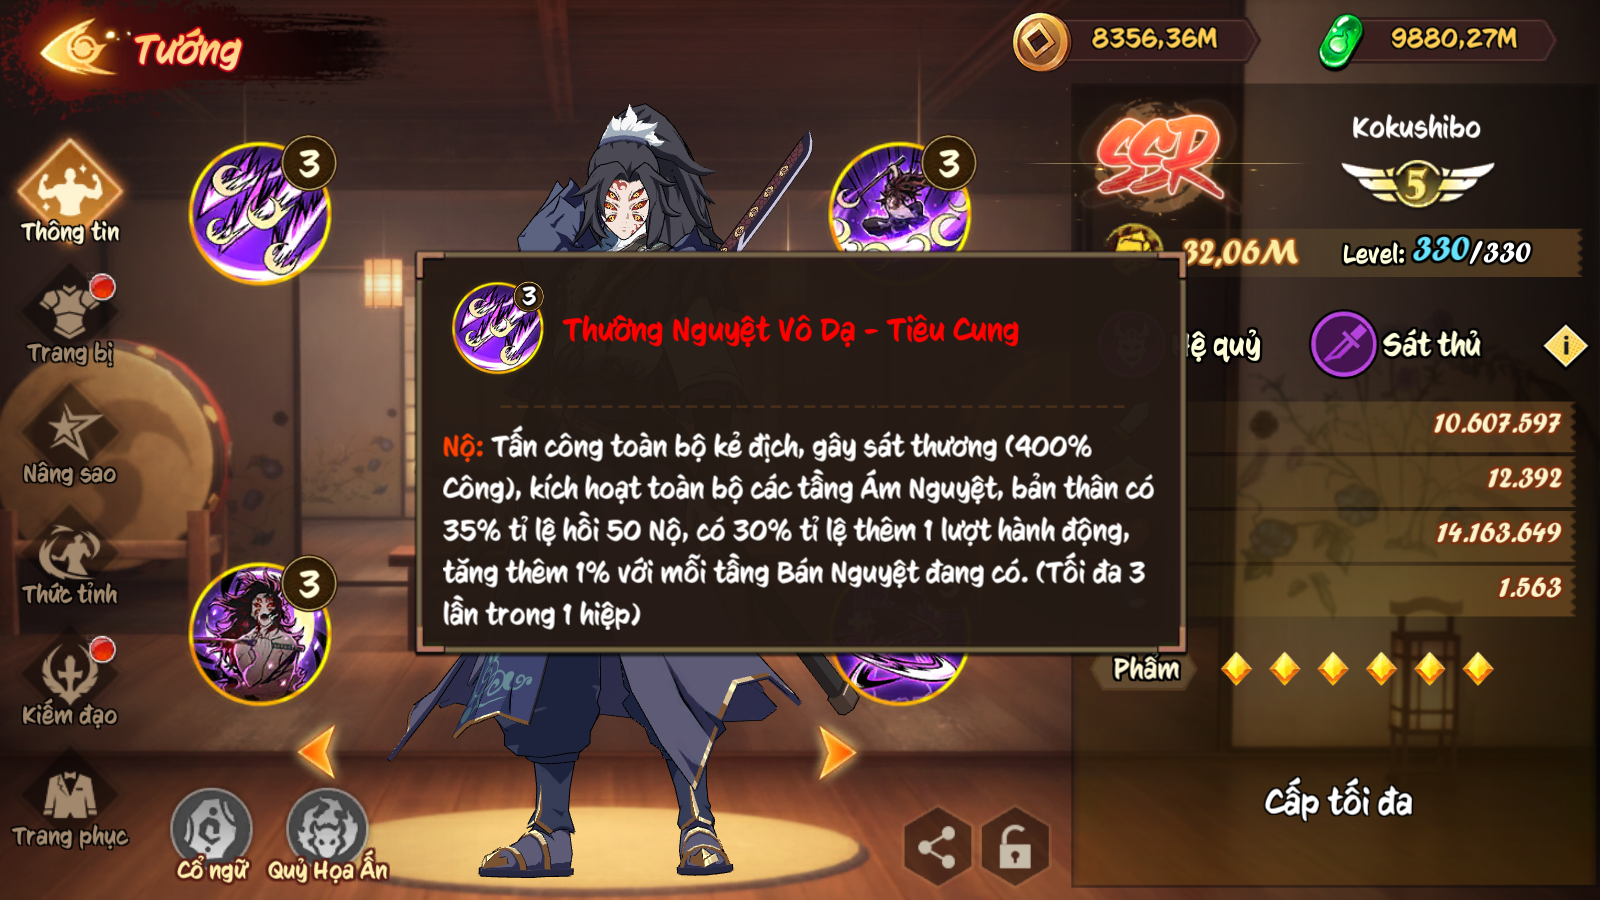 Tướng
8356,36M
9880,27M
SSR
Kokushibo
5
32,06M
Level: 330/330
Thông tin
Trang bị
Nâng sao
Thức tỉnh
Kiếm đạo
Trang phục
3
3
3
3
Thường Nguyệt Vô Dạ - Tiêu Cung
Nộ: Tấn công toàn bộ kẻ địch, gây sát thương (400%
Công), kích hoạt toàn bộ các tầng Ám Nguyệt, bản thân có
35% tỉ lệ hồi 50 Nộ, có 30% tỉ lệ thêm 1 lượt hành động,
tăng thêm 1% với mỗi tầng Bán Nguyệt đang có. (Tối đa 3
lần trong 1 hiệp)
quỷ
Sát thủ
i
10.607.597
12.392
14.163.649
1.563
Phẩm
Cấp tối đa
Cổ ngữ
Quỷ Họa Ấn